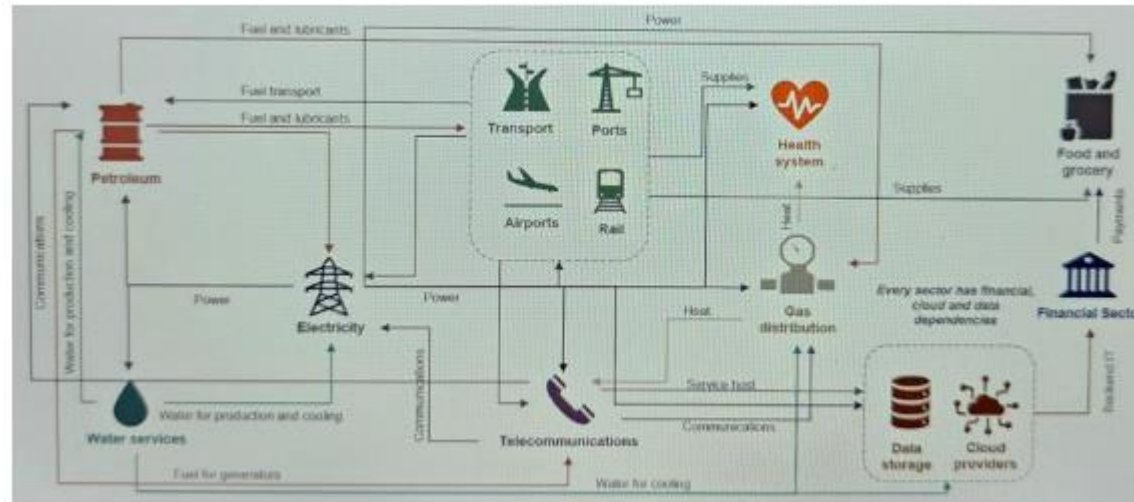 Power
Fuel and lubricants
Supplies
Fuel transport
Fuel and lubricants
Transport
Ports
Health
system
Food and
grocery
Petroleum
Airports
Rail
Supplies
Heat
Payments
Communications
Water for production and cooling
Power
Electricity
Power
Gas
distribution
Every sector has financial,
cloud and data
dependencies
Financial Secto
Heat
Communications
Service host
Backend IT
Water for production and cooling
Water services
Telecommunications
Communications
Data
storage
Cloud
providers
Fuel for generators
Water for cooling